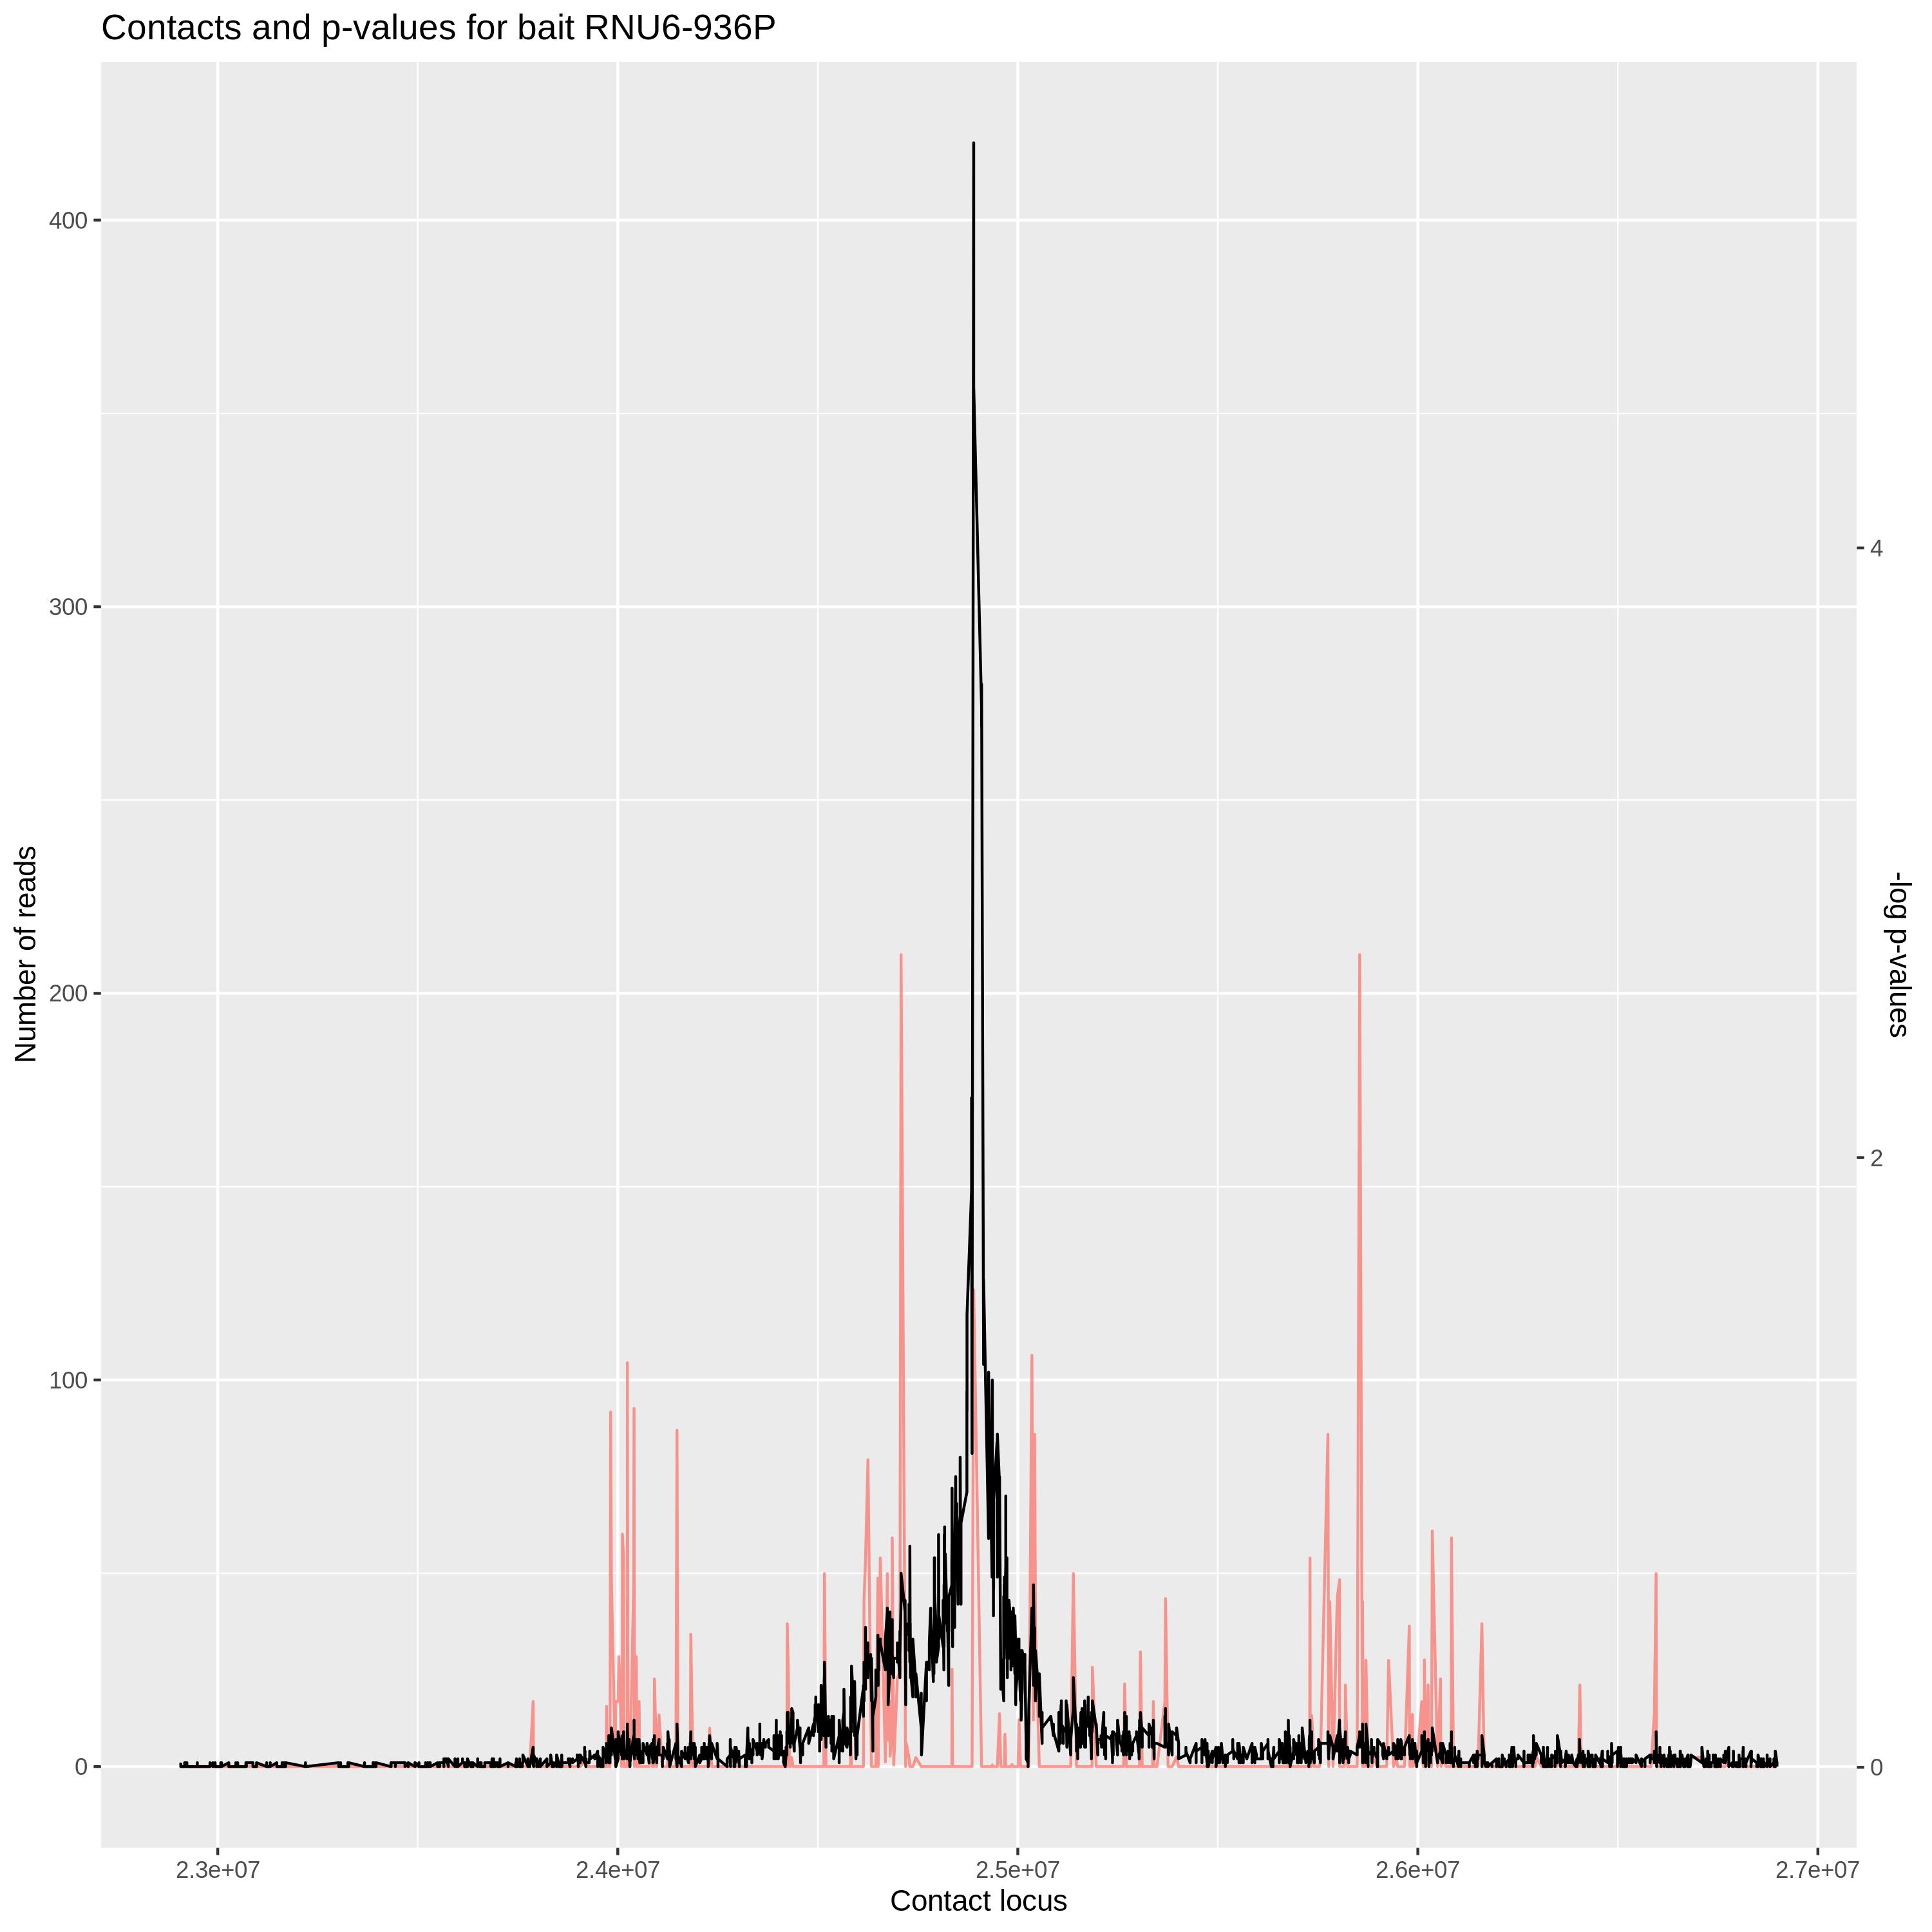 Contacts and p-values for bait RNU6-936P
400
300
200
100
0
Number of reads
4
2
0
-log p-values
2.3e+07
2.4e+07
2.5e+07
2.6e+07
2.7e+07
Contact locus